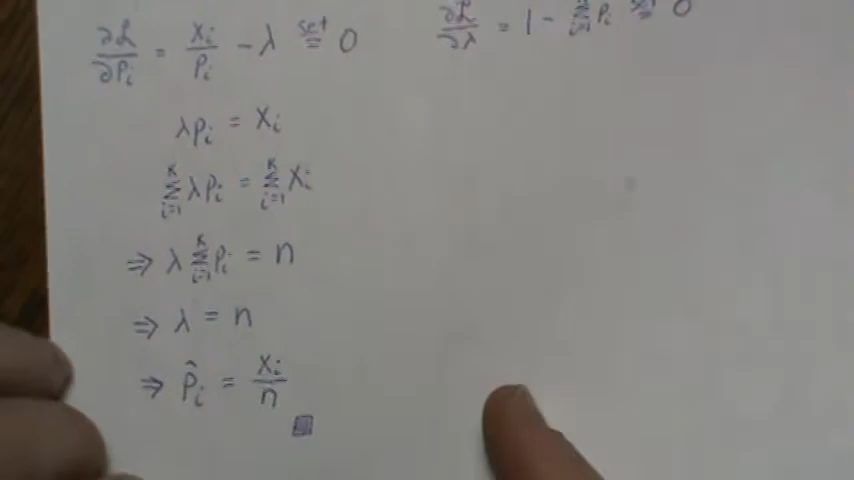 ∂ℒ/∂Pᵢ = Xᵢ/Pᵢ − λ set= 0
∂ℒ/∂λ = 1 − Σᵢ₌₁ Pᵢ set= 0
λPᵢ = Xᵢ
Σᵢ₌₁ᴷ λPᵢ = Σᵢ₌₁ᴷ Xᵢ
⇒ λ Σᵢ₌₁ᴷ Pᵢ = n
⇒ λ = n
⇒ P̂ᵢ = Xᵢ/n